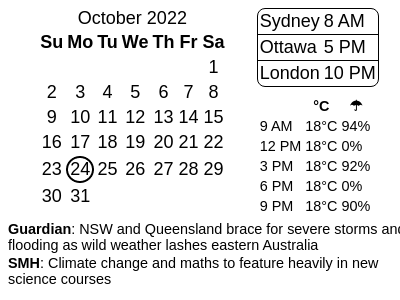 October 2022
Su Mo Tu We Th Fr Sa
1
2 3 4 5 6 7 8
9 10 11 12 13 14 15
16 17 18 19 20 21 22
23 24 25 26 27 28 29
30 31
Sydney 8 AM
Ottawa 5 PM
London 10 PM
°C ☂
9 AM 18°C 94%
12 PM 18°C 0%
3 PM 18°C 92%
6 PM 18°C 0%
9 PM 18°C 90%
Guardian: NSW and Queensland brace for severe storms and
flooding as wild weather lashes eastern Australia
SMH: Climate change and maths to feature heavily in new
science courses